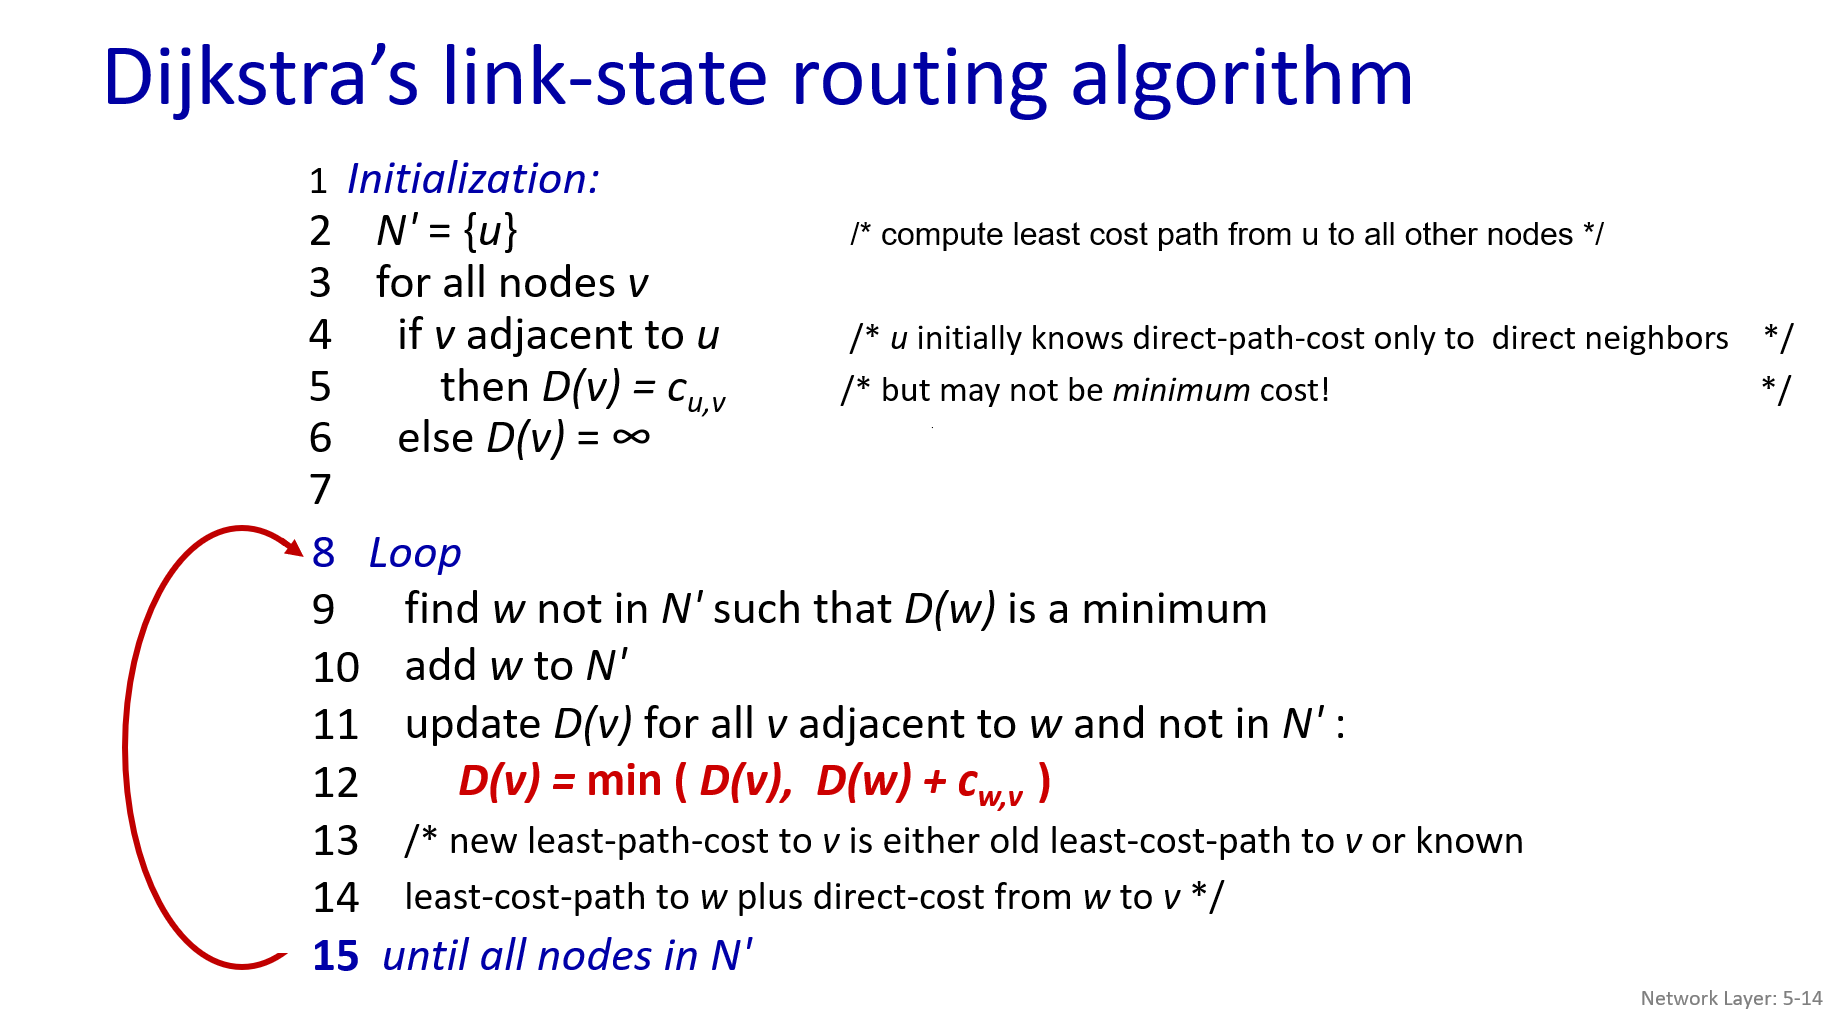 Dijkstra’s link-state routing algorithm
1 Initialization:
2 N' = {u} /* compute least cost path from u to all other nodes */
3 for all nodes v
4 if v adjacent to u /* u initially knows direct-path-cost only to direct neighbors */
5 then D(v) = cu,v /* but may not be minimum cost! */
6 else D(v) = ∞
7
8 Loop
9 find w not in N' such that D(w) is a minimum
10 add w to N'
11 update D(v) for all v adjacent to w and not in N' :
12 D(v) = min ( D(v), D(w) + cw,v )
13 /* new least-path-cost to v is either old least-cost-path to v or known
14 least-cost-path to w plus direct-cost from w to v */
15 until all nodes in N'
Network Layer: 5-14